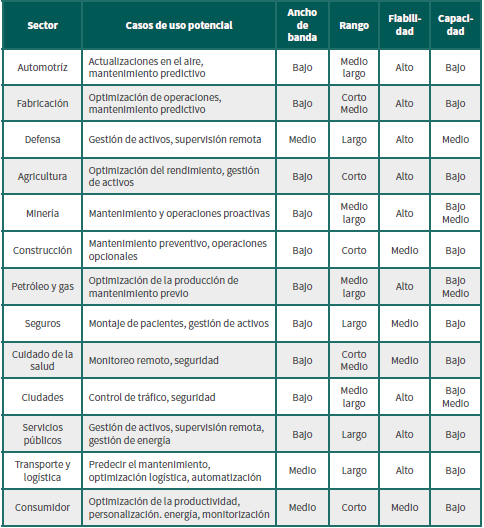 Sector Casos de uso potencial Ancho de banda Rango Fiabili-dad Capaci-dad
Automotríz Actualizaciones en el aire, mantenimiento predictivo Bajo Medio largo Alto Bajo
Fabricación Optimización de operaciones, mantenimiento predictivo Bajo Corto Medio Alto Bajo
Defensa Gestión de activos, supervisión remota Medio Largo Alto Medio
Agricultura Optimización del rendimiento, gestión de activos Bajo Corto Alto Bajo
Minería Mantenimiento y operaciones proactivas Bajo Medio largo Alto Bajo Medio
Construcción Mantenimiento preventivo, operaciones opcionales Bajo Corto Medio Bajo
Petróleo y gas Optimización de la producción de mantenimiento previo Bajo Medio largo Alto Bajo Medio
Seguros Montaje de pacientes, gestión de activos Bajo Largo Medio Bajo
Cuidado de la salud Monitoreo remoto, seguridad Bajo Corto Medio Medio Bajo
Ciudades Control de tráfico, seguridad Bajo Medio largo Alto Bajo Medio
Servicios públicos Gestión de activos, supervisión remota, gestión de energía Bajo Largo Alto Bajo
Transporte y logística Predecir el mantenimiento, optimización logística, automatización Medio Largo Alto Bajo
Consumidor Optimización de la productividad, personalización. energía, monitorización Medio Corto Medio Bajo